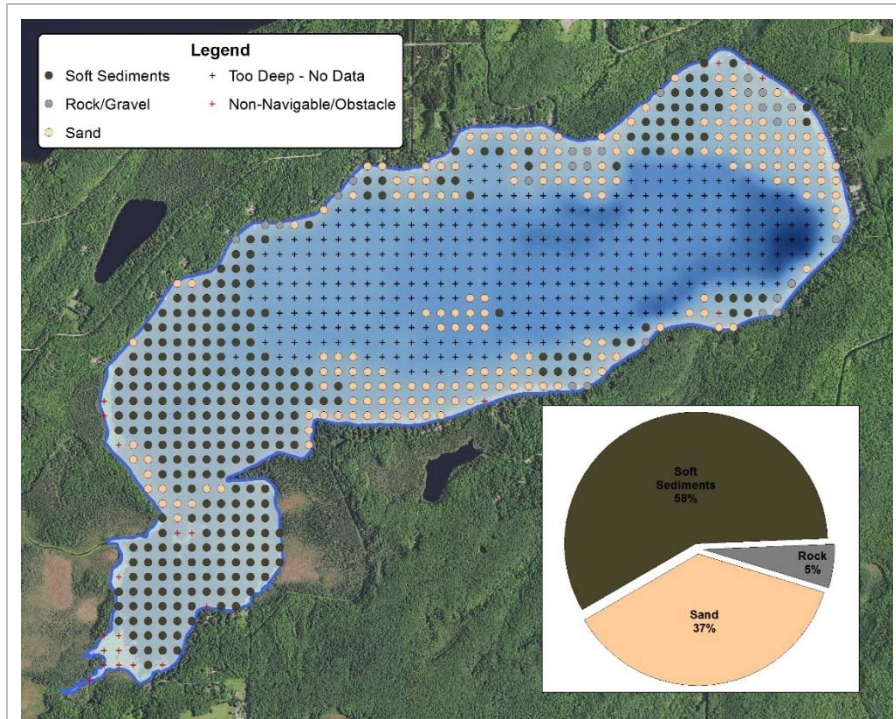 Legend
Soft Sediments
Too Deep - No Data
Rock/Gravel
Non-Navigable/Obstacle
Sand
Soft
Sediments
58%
Rock
5%
Sand
37%